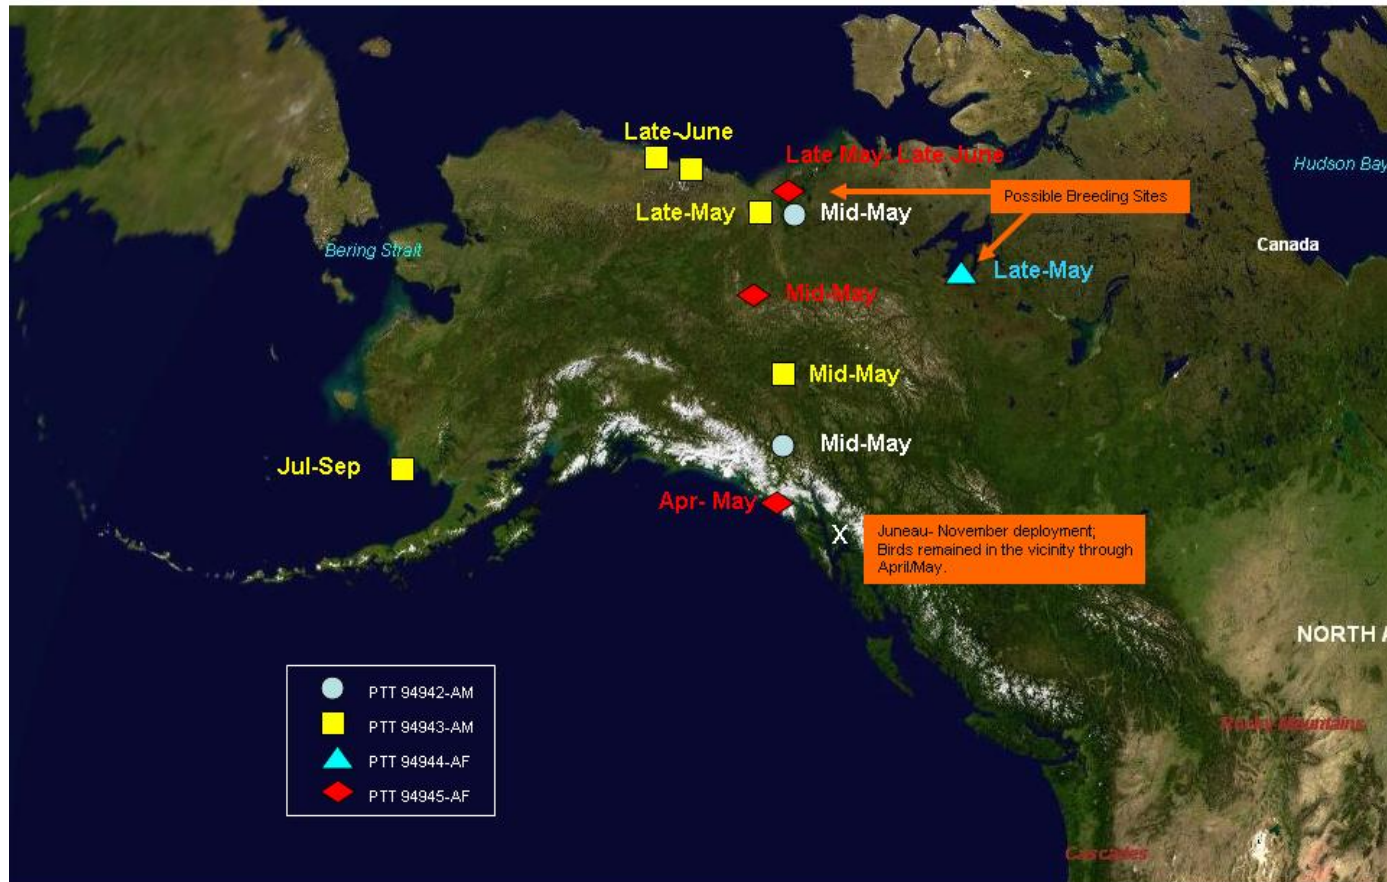 Late-June
Late May- Late June
Hudson Bay
Possible Breeding Sites
Late-May
Mid-May
Bering Strait
Canada
Late-May
Mid-May
Mid-May
Mid-May
Jul-Sep
Apr- May
X
Juneau- November deployment;
Birds remained in the vicinity through
April/May.
NORTH A
PTT 94942-AM
PTT 94943-AM
PTT 94944-AF
PTT 94945-AF
Rocky Mountains
Cascades